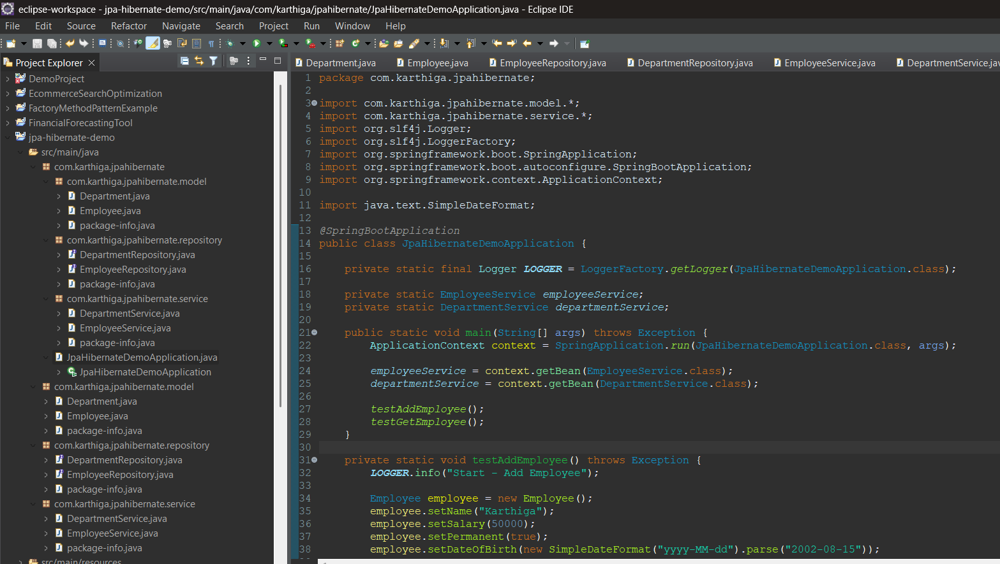 eclipse-workspace - jpa-hibernate-demo/src/main/java/com/karthiga/jpahibernate/JpaHibernateDemoApplication.java - Eclipse IDE
File Edit Source Refactor Navigate Search Project Run Window Help
Project Explorer
DemoProject
EcommerceSearchOptimization
FactoryMethodPatternExample
FinancialForecastingTool
jpa-hibernate-demo
src/main/java
com.karthiga.jpahibernate
com.karthiga.jpahibernate.model
Department.java
Employee.java
package-info.java
com.karthiga.jpahibernate.repository
DepartmentRepository.java
EmployeeRepository.java
package-info.java
com.karthiga.jpahibernate.service
DepartmentService.java
EmployeeService.java
package-info.java
JpaHibernateDemoApplication.java
JpaHibernateDemoApplication
com.karthiga.jpahibernate.model
Department.java
Employee.java
package-info.java
com.karthiga.jpahibernate.repository
DepartmentRepository.java
EmployeeRepository.java
package-info.java
com.karthiga.jpahibernate.service
DepartmentService.java
EmployeeService.java
package-info.java
src/main/resources
Department.java Employee.java EmployeeRepository.java DepartmentRepository.java EmployeeService.java DepartmentService.jav
1 package com.karthiga.jpahibernate;
2
3 import com.karthiga.jpahibernate.model.*;
4 import com.karthiga.jpahibernate.service.*;
5 import org.slf4j.Logger;
6 import org.slf4j.LoggerFactory;
7 import org.springframework.boot.SpringApplication;
8 import org.springframework.boot.autoconfigure.SpringBootApplication;
9 import org.springframework.context.ApplicationContext;
10
11 import java.text.SimpleDateFormat;
12
13 @SpringBootApplication
14 public class JpaHibernateDemoApplication {
15
16 private static final Logger LOGGER = LoggerFactory.getLogger(JpaHibernateDemoApplication.class);
17
18 private static EmployeeService employeeService;
19 private static DepartmentService departmentService;
20
21 public static void main(String[] args) throws Exception {
22 ApplicationContext context = SpringApplication.run(JpaHibernateDemoApplication.class, args);
23
24 employeeService = context.getBean(EmployeeService.class);
25 departmentService = context.getBean(DepartmentService.class);
26
27 testAddEmployee();
28 testGetEmployee();
29 }
30
31 private static void testAddEmployee() throws Exception {
32 LOGGER.info("Start - Add Employee");
33
34 Employee employee = new Employee();
35 employee.setName("Karthiga");
36 employee.setSalary(50000);
37 employee.setPermanent(true);
38 employee.setDateOfBirth(new SimpleDateFormat("yyyy-MM-dd").parse("2002-08-15"));